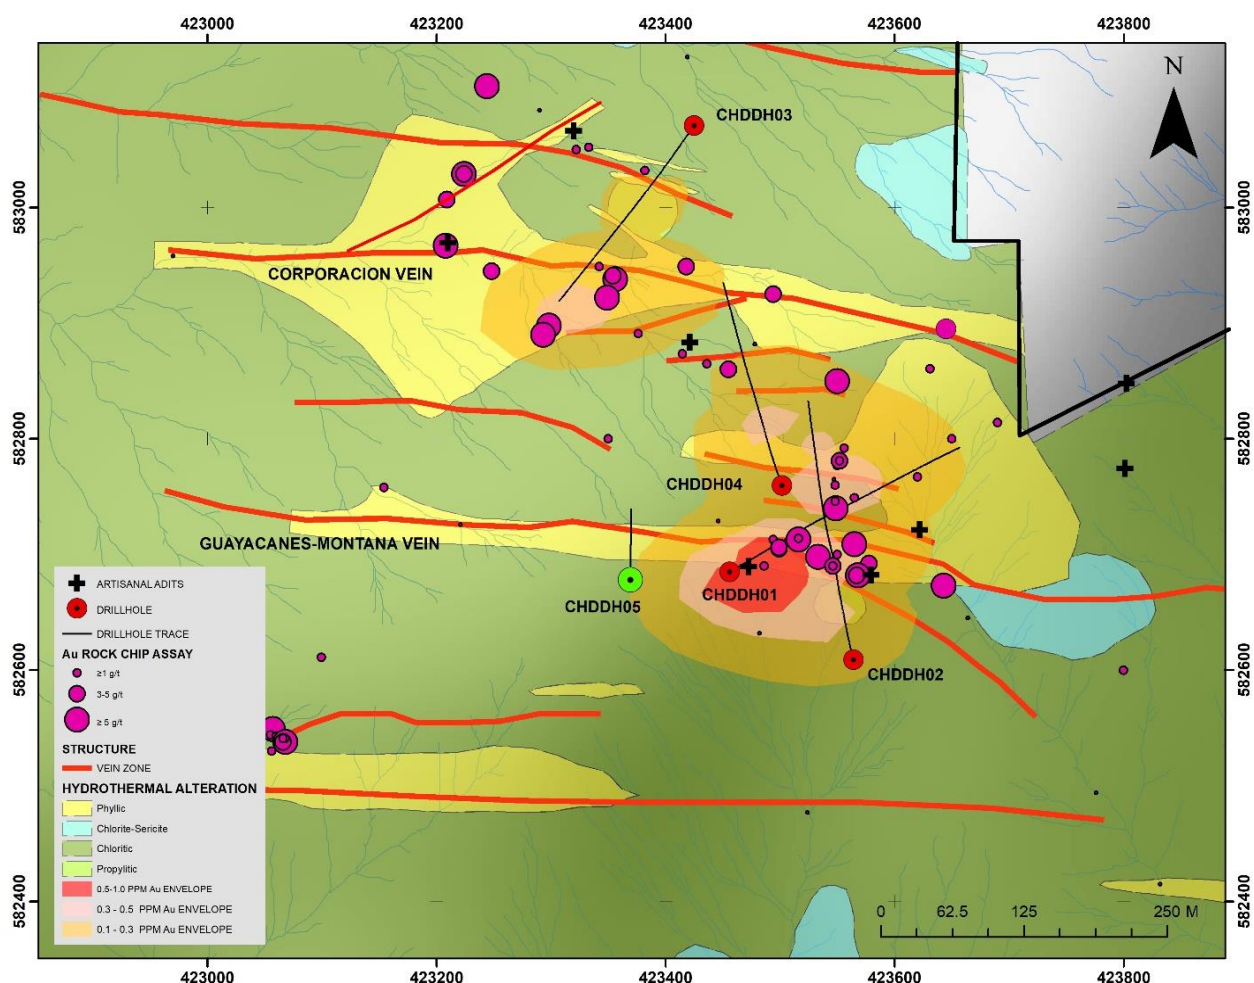 423000 423200 423400 423600 423800
N
CHDDH03
583000 583000
CORPORACION VEIN
582800 582800
CHDDH04
GUAYACANES-MONTANA VEIN
CHDDH05
CHDDH01
CHDDH02
582600 582600
ARTISANAL ADITS
DRILLHOLE
DRILLHOLE TRACE
Au ROCK CHIP ASSAY
≥1 g/t
3-5 g/t
≥ 5 g/t
STRUCTURE
VEIN ZONE
HYDROTHERMAL ALTERATION
Phyllic
Chlorite-Sericite
Chloritic
Propylitic
0.5-1.0 PPM Au ENVELOPE
0.3 - 0.5 PPM Au ENVELOPE
0.1 - 0.3 PPM Au ENVELOPE
582400 582400
0 62.5 125 250 M
423000 423200 423400 423600 423800